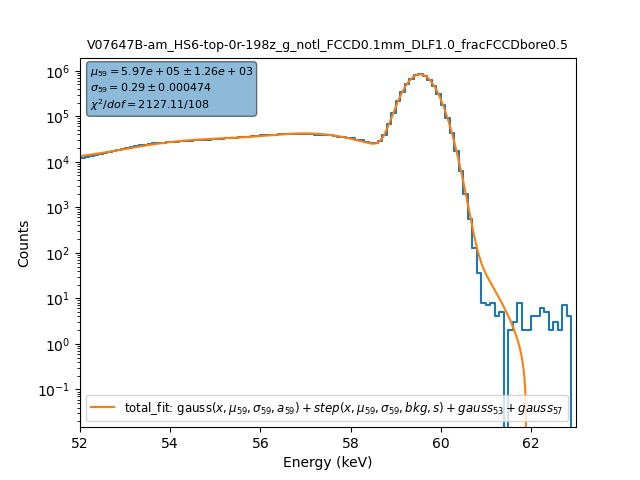 V07647B-am_HS6-top-0r-198z_g_notl_FCCD0.1mm_DLF1.0_fracFCCDbore0.5
μ₅₉ = 5.97e + 05 ± 1.26e + 03
σ₅₉ = 0.29 ± 0.000474
χ²/dof = 2127.11/108
10⁶
10⁵
10⁴
10³
10²
10¹
10⁰
10⁻¹
Counts
total_fit: gauss(x, μ₅₉, σ₅₉, a₅₉) + step(x, μ₅₉, σ₅₉, bkg, s) + gauss₅₃ + gauss₅₇
52 54 56 58 60 62
Energy (keV)